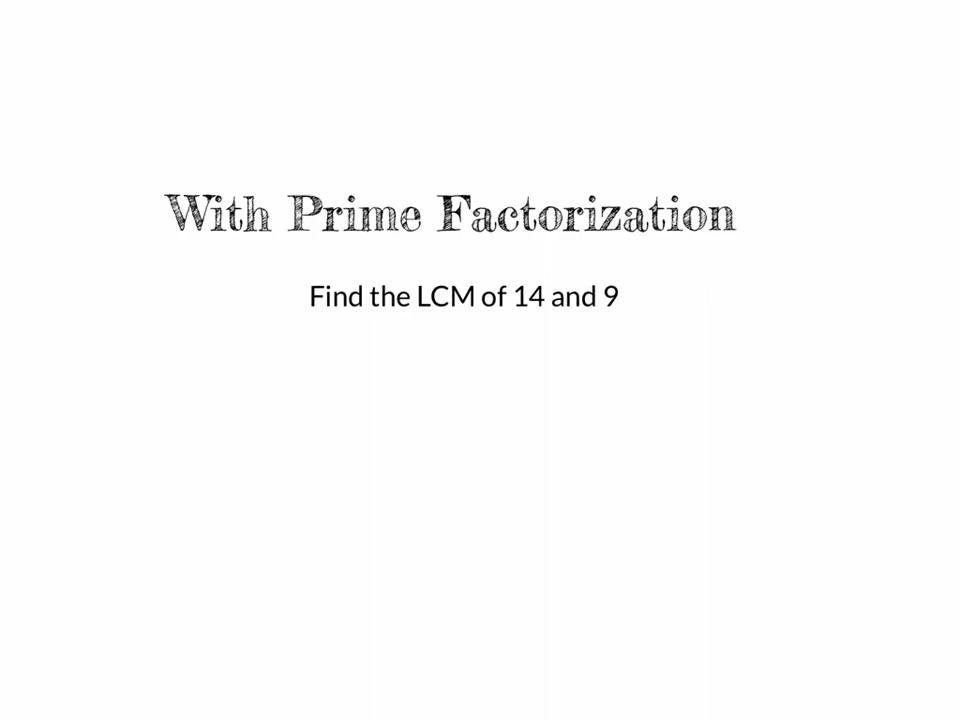 With Prime Factorization
Find the LCM of 14 and 9